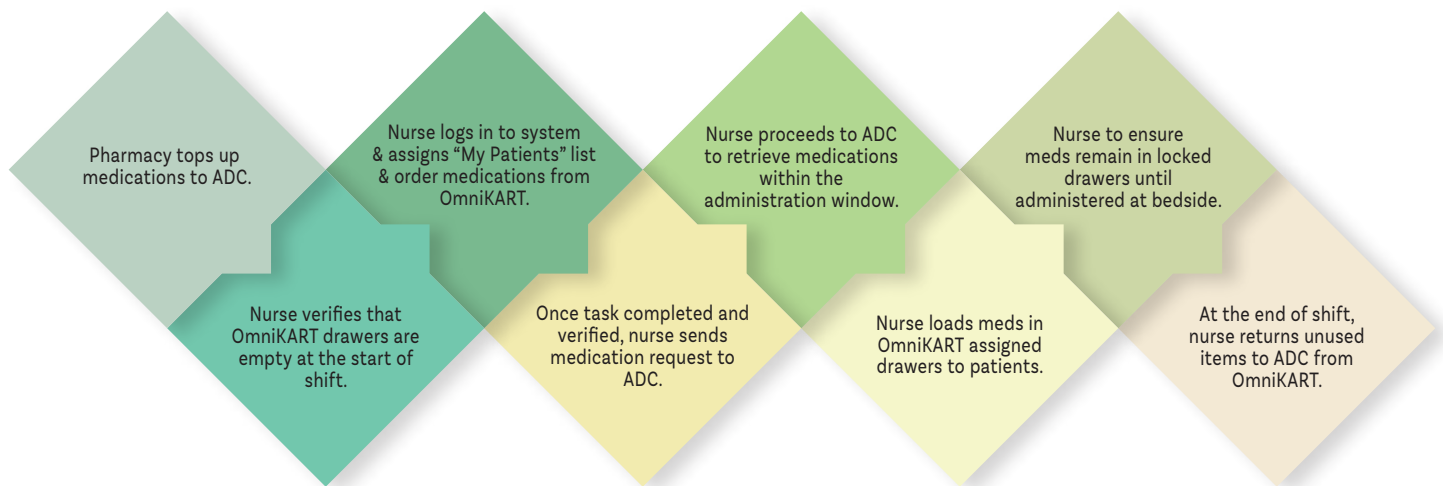 Pharmacy tops up
medications to ADC.
Nurse verifies that
OmniKART drawers are
empty at the start of
shift.
Nurse logs in to system
& assigns “My Patients” list
& order medications from
OmniKART.
Once task completed and
verified, nurse sends
medication request to
ADC.
Nurse proceeds to ADC
to retrieve medications
within the
administration window.
Nurse loads meds in
OmniKART assigned
drawers to patients.
Nurse to ensure
meds remain in locked
drawers until
administered at bedside.
At the end of shift,
nurse returns unused
items to ADC from
OmniKART.